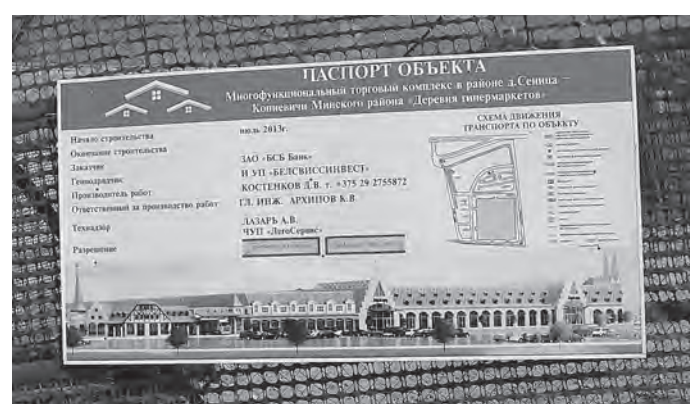 ПАСПОРТ ОБЪЕКТА
Многофункциональный торговый комплекс в районе д.Сеница –
Копиевичи Минского района «Деревня гипермаркетов»
Начало строительства
июль 2013г.
Окончание строительства
Заказчик
ЗАО «БСБ Банк»
Генподрядчик
И УП «БЕЛСВИССИНВЕСТ»
Производитель работ
КОСТЕНКОВ Д.В. т. +375 29 2755872
Ответственный за производство работ
ГЛ. ИНЖ. АРХИПОВ К.В.
Технадзор
ЛАЗАРЬ А.В.
ЧУП «ЛегоСервис»
Разрешение
СХЕМА ДВИЖЕНИЯ
ТРАНСПОРТА ПО ОБЪЕКТУ